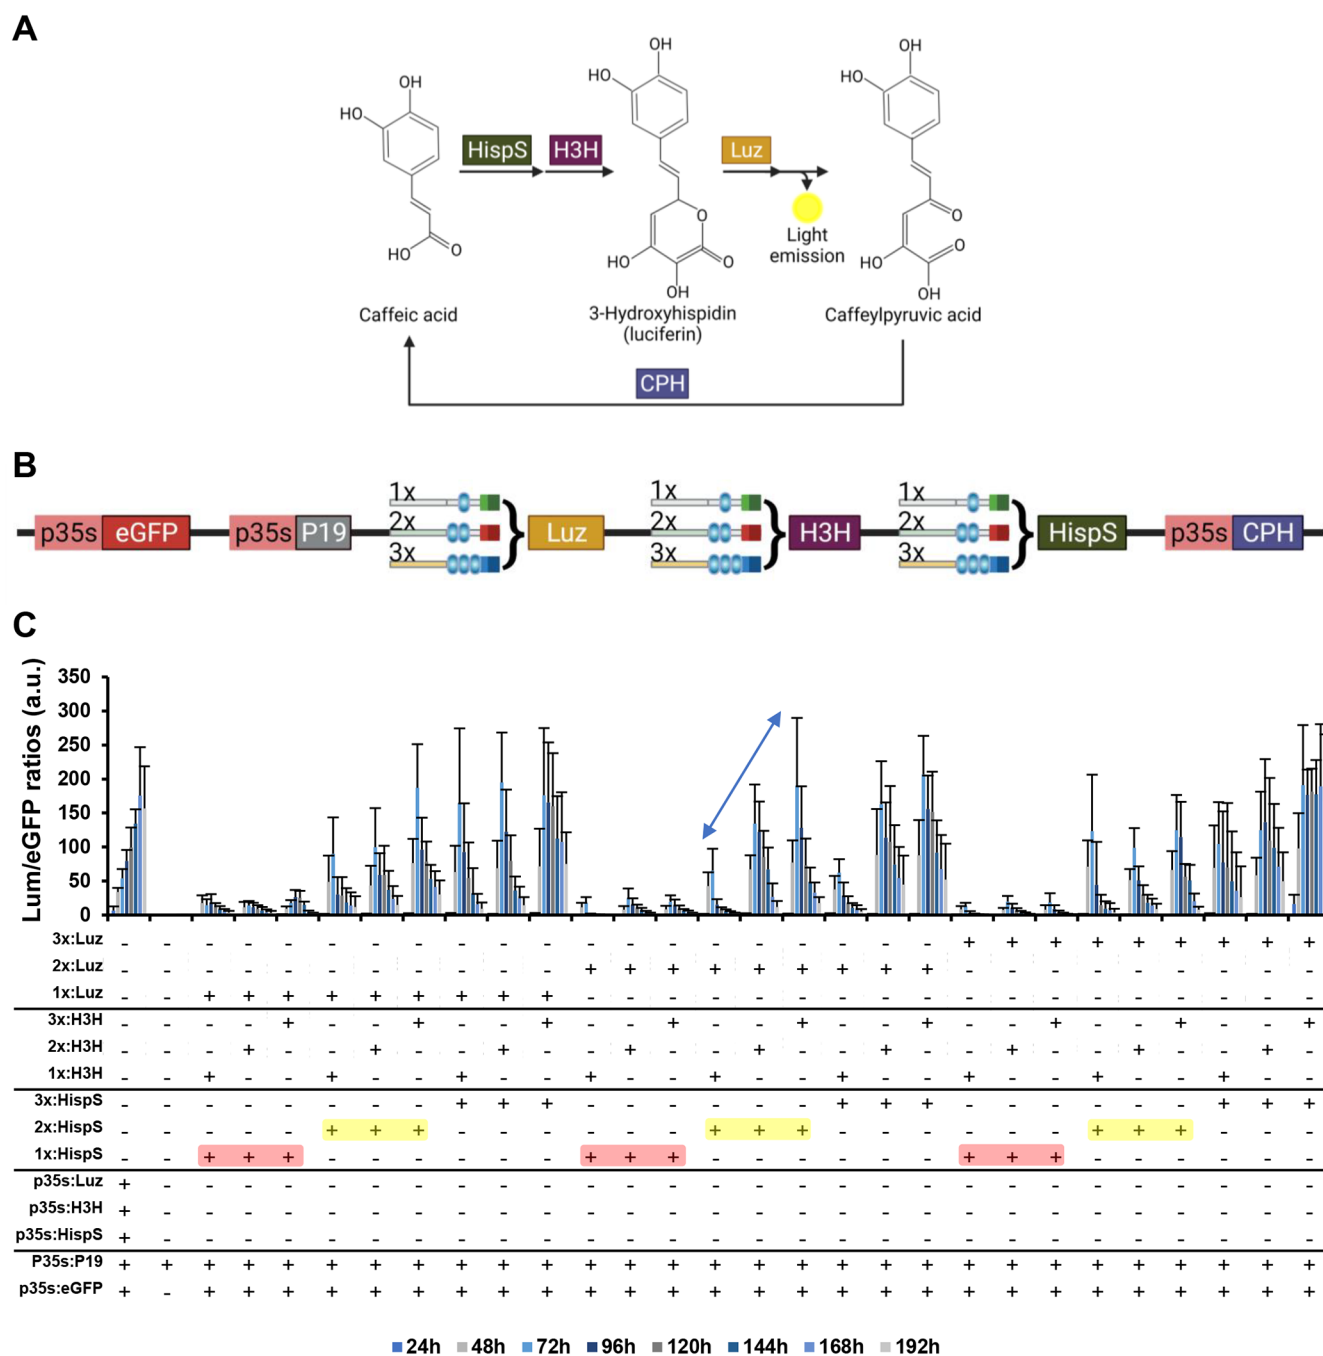 A
OH
HO
HO
O
Caffeic acid
HispS
H3H
OH
HO
O
HO
O
OH
3-Hydroxyhispidin
(luciferin)
Luz
Light
emission
OH
HO
O
O
HO
OH
Caffeylpyruvic acid
CPH
B
p35s eGFP p35s P19 1x 2x 3x Luz 1x 2x 3x H3H 1x 2x 3x HispS p35s CPH
C
Lum/eGFP ratios (a.u.)
350
300
250
200
150
100
50
0
3x:Luz - - - - - - - - - - - - - - - - - - - - + + + + + + + + +
2x:Luz - - - - - - - - - - - + + + + + + + + + - - - - - - - - -
1x:Luz - - + + + + + + + + + - - - - - - - - - - - - - - - - - -
3x:H3H - - - - + - - + - - + - - + - - + - - + - - + - - + - - +
2x:H3H - - - + - - + - - + - - + - - + - - + - - + - - + - - + -
1x:H3H - - + - - + - - + - - + - - + - - + - - + - - + - - + - -
3x:HispS - - - - - - - - + + + - - - - - - + + + - - - - - - + + +
2x:HispS - - - - - + + + - - - - - - + + + - - - - - - + + + - - -
1x:HispS - - + + + - - - - - - + + + - - - - - - + + + - - - - - -
p35s:Luz + - - - - - - - - - - - - - - - - - - - - - - - - - - - -
p35s:H3H + - - - - - - - - - - - - - - - - - - - - - - - - - - - -
p35s:HispS + - - - - - - - - - - - - - - - - - - - - - - - - - - - -
P35s:P19 + + + + + + + + + + + + + + + + + + + + + + + + + + + + +
p35s:eGFP + - + + + + + + + + + + + + + + + + + + + + + + + + + + +
24h 48h 72h 96h 120h 144h 168h 192h